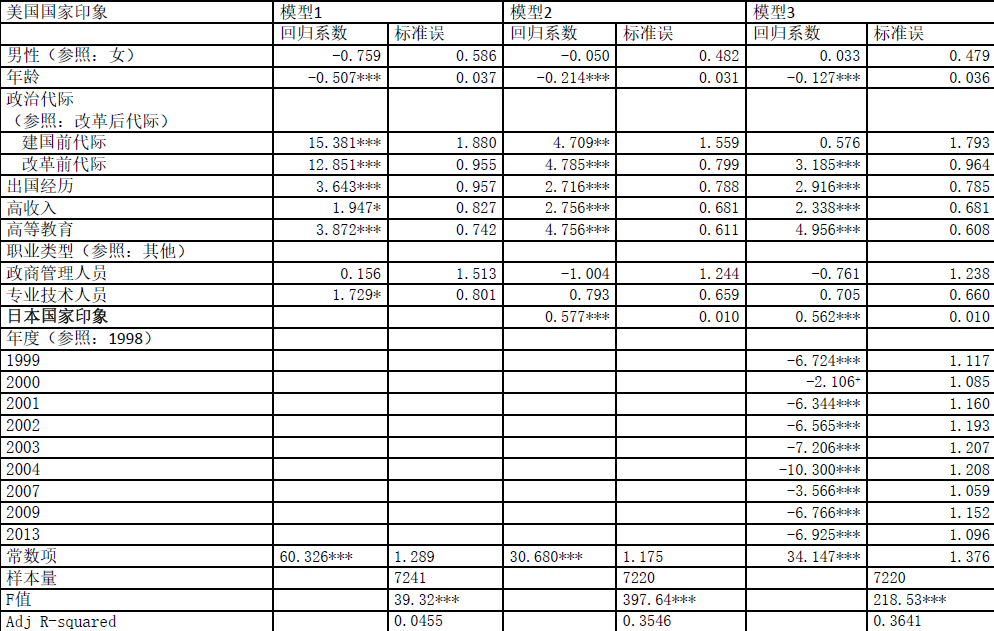 美国国家印象 模型1 模型2 模型3
回归系数 标准误 回归系数 标准误 回归系数 标准误
男性（参照：女） -0.759 0.586 -0.050 0.482 0.033 0.479
年龄 -0.507*** 0.037 -0.214*** 0.031 -0.127*** 0.036
政治代际
（参照：改革后代际）
建国前代际 15.381*** 1.880 4.709** 1.559 0.576 1.793
改革前代际 12.851*** 0.955 4.785*** 0.799 3.185*** 0.964
出国经历 3.643*** 0.957 2.716*** 0.788 2.916*** 0.785
高收入 1.947* 0.827 2.756*** 0.681 2.338*** 0.681
高等教育 3.872*** 0.742 4.756*** 0.611 4.956*** 0.608
职业类型（参照：其他）
政商管理人员 0.156 1.513 -1.004 1.244 -0.761 1.238
专业技术人员 1.729* 0.801 0.793 0.659 0.705 0.660
日本国家印象 0.577*** 0.010 0.562*** 0.010
年度（参照：1998）
1999 -6.724*** 1.117
2000 -2.106⁺ 1.085
2001 -6.344*** 1.160
2002 -6.565*** 1.193
2003 -7.206*** 1.207
2004 -10.300*** 1.208
2007 -3.566*** 1.059
2009 -6.766*** 1.152
2013 -6.925*** 1.096
常数项 60.326*** 1.289 30.680*** 1.175 34.147*** 1.376
样本量 7241 7220 7220
F值 39.32*** 397.64*** 218.53***
Adj R-squared 0.0455 0.3546 0.3641